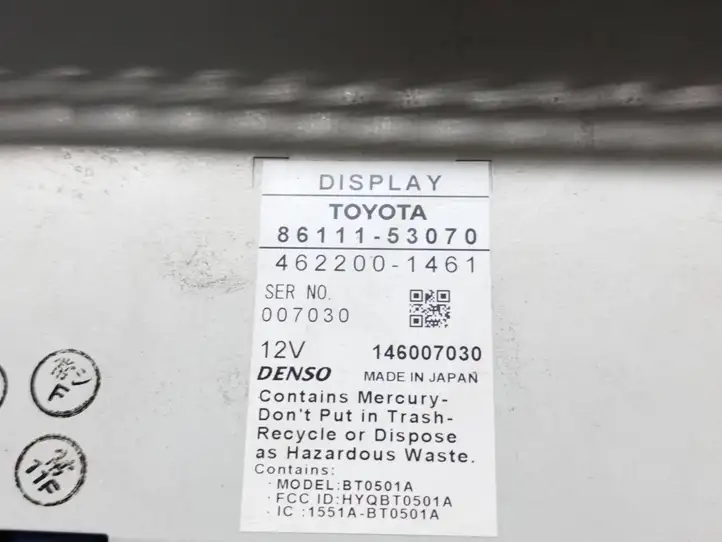 DISPLAY
TOYOTA
86111-53070
462200-1461
SER NO.
007030
12V 146007030
DENSO MADE IN JAPAN
Contains Mercury-
Don't Put in Trash-
Recycle or Dispose
as Hazardous Waste.
Contains:
· MODEL:BT0501A
· FCC ID:HYQBT0501A
· IC :1551A-BT0501A
F
11F